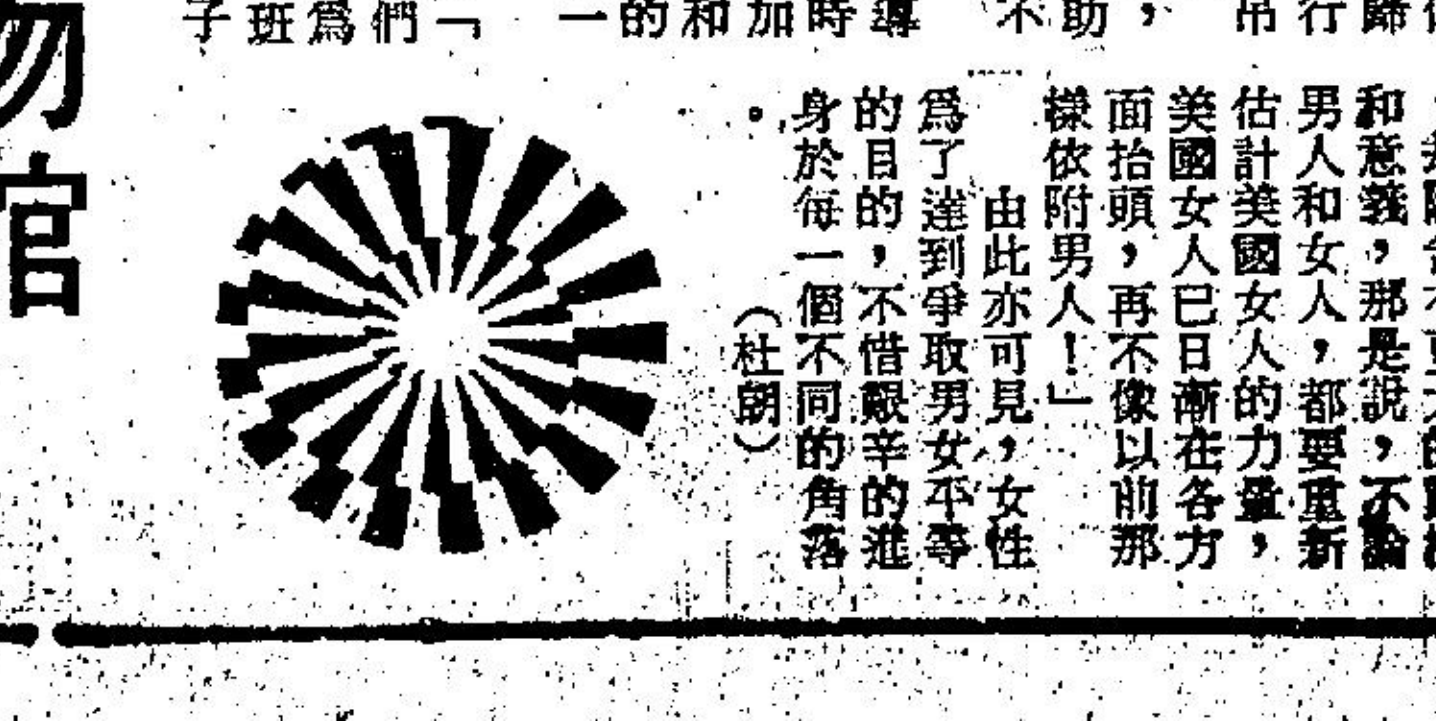 歸
行
吊
助
不
時
加
和
的
一
「
們
爲
班
子
和意義，那是説，不論
男人和女人，都要重新
估計美國女人的力量，
美國女人已日漸在各方
面抬頭，再不像以前那
樣依附男人！」
由此亦可見，女性
爲了達到爭取男女平等
的目的，不借艱辛的進
身於每一個不同的角落
。
（杜朗）